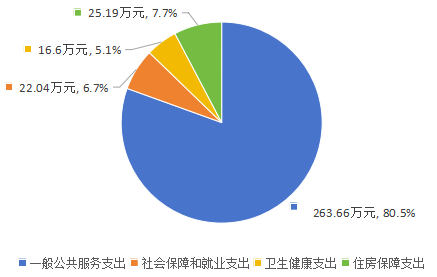 25.19万元, 7.7%
16.6万元, 5.1%
22.04万元, 6.7%
263.66万元, 80.5%
一般公共服务支出 社会保障和就业支出 卫生健康支出 住房保障支出